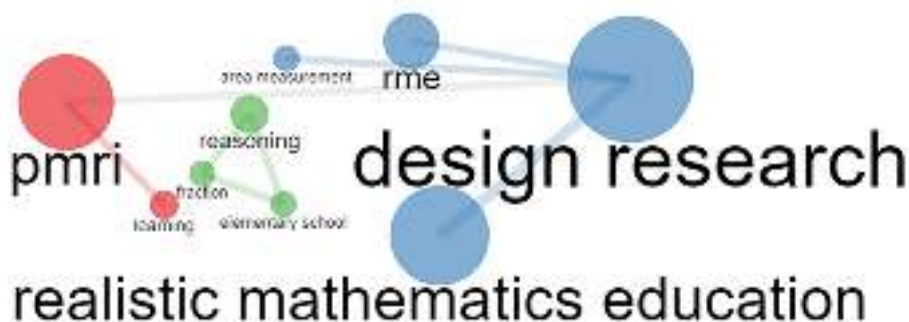 area measurement
rme
reasoning
pmri
design research
fraction
learning
elementary school
realistic mathematics education